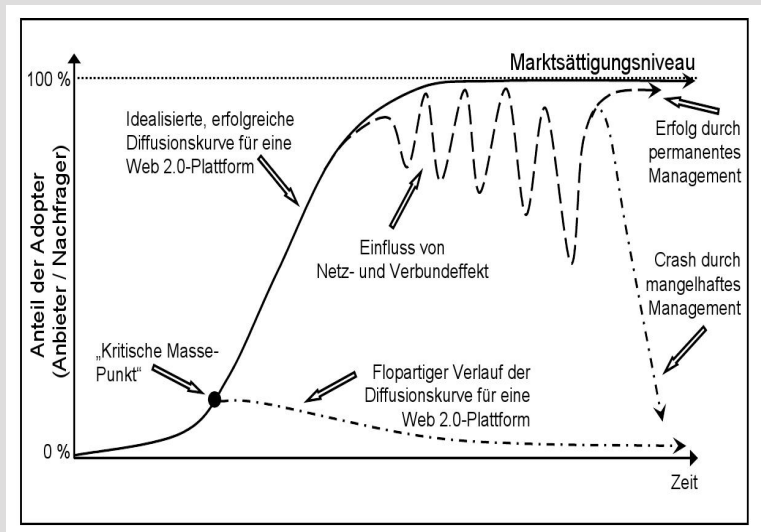 Marktsättigungsniveau
100 %
Idealisierte, erfolgreiche
Diffusionskurve für eine
Web 2.0-Plattform
Erfolg durch
permanentes
Management
Einfluss von
Netz- und Verbundeffekt
Crash durch
mangelhaftes
Management
Anteil der Adopter
(Anbieter / Nachfrager)
„Kritische Masse-
Punkt“
Flopartiger Verlauf der
Diffusionskurve für eine
Web 2.0-Plattform
0 %
Zeit